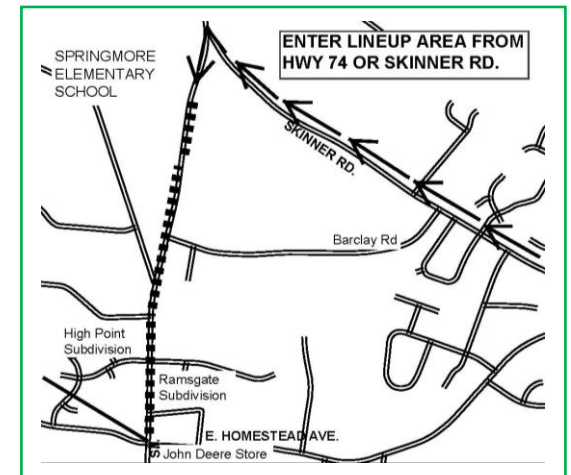 SPRINGMORE
ELEMENTARY
SCHOOL
ENTER LINEUP AREA FROM
HWY 74 OR SKINNER RD.
SKINNER RD.
Barclay Rd
High Point
Subdivision
Ramsgate
Subdivision
E. HOMESTEAD AVE.
John Deere Store